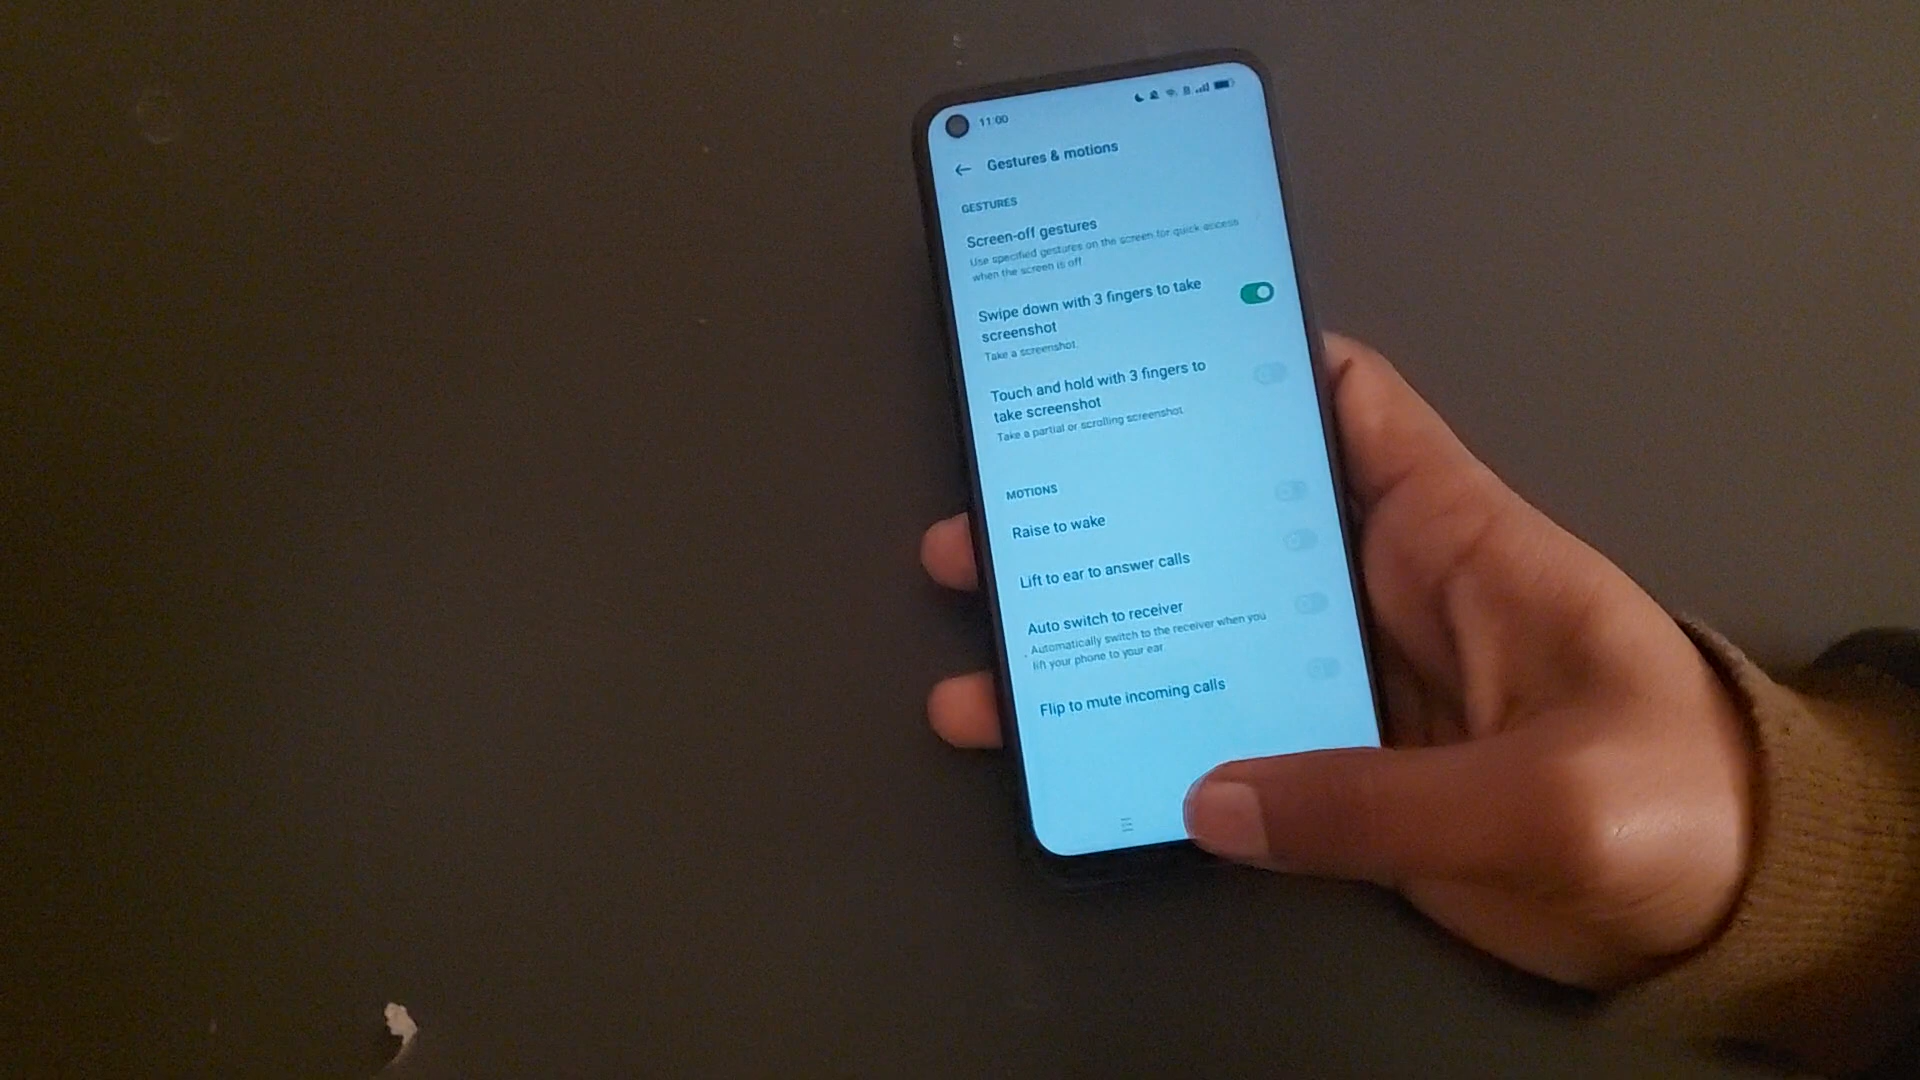 11:00
Gestures & motions
GESTURES
Screen-off gestures
Use specified gestures on the screen for quick access
when the screen is off
Swipe down with 3 fingers to take
screenshot
Take a screenshot.
Touch and hold with 3 fingers to
take screenshot
Take a partial or scrolling screenshot.
MOTIONS
Raise to wake
Lift to ear to answer calls
Auto switch to receiver
Automatically switch to the receiver when you
lift your phone to your ear
Flip to mute incoming calls